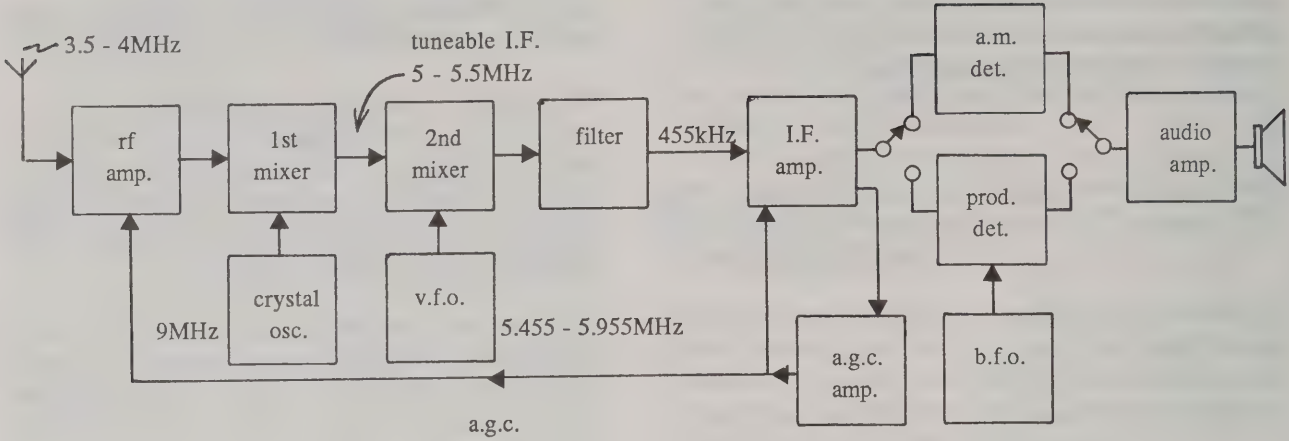 3.5 - 4MHz
tuneable I.F.
5 - 5.5MHz
rf
amp.
1st
mixer
2nd
mixer
filter
455kHz
I.F.
amp.
a.m.
det.
prod.
det.
audio
amp.
9MHz
crystal
osc.
v.f.o.
5.455 - 5.955MHz
a.g.c.
amp.
b.f.o.
a.g.c.